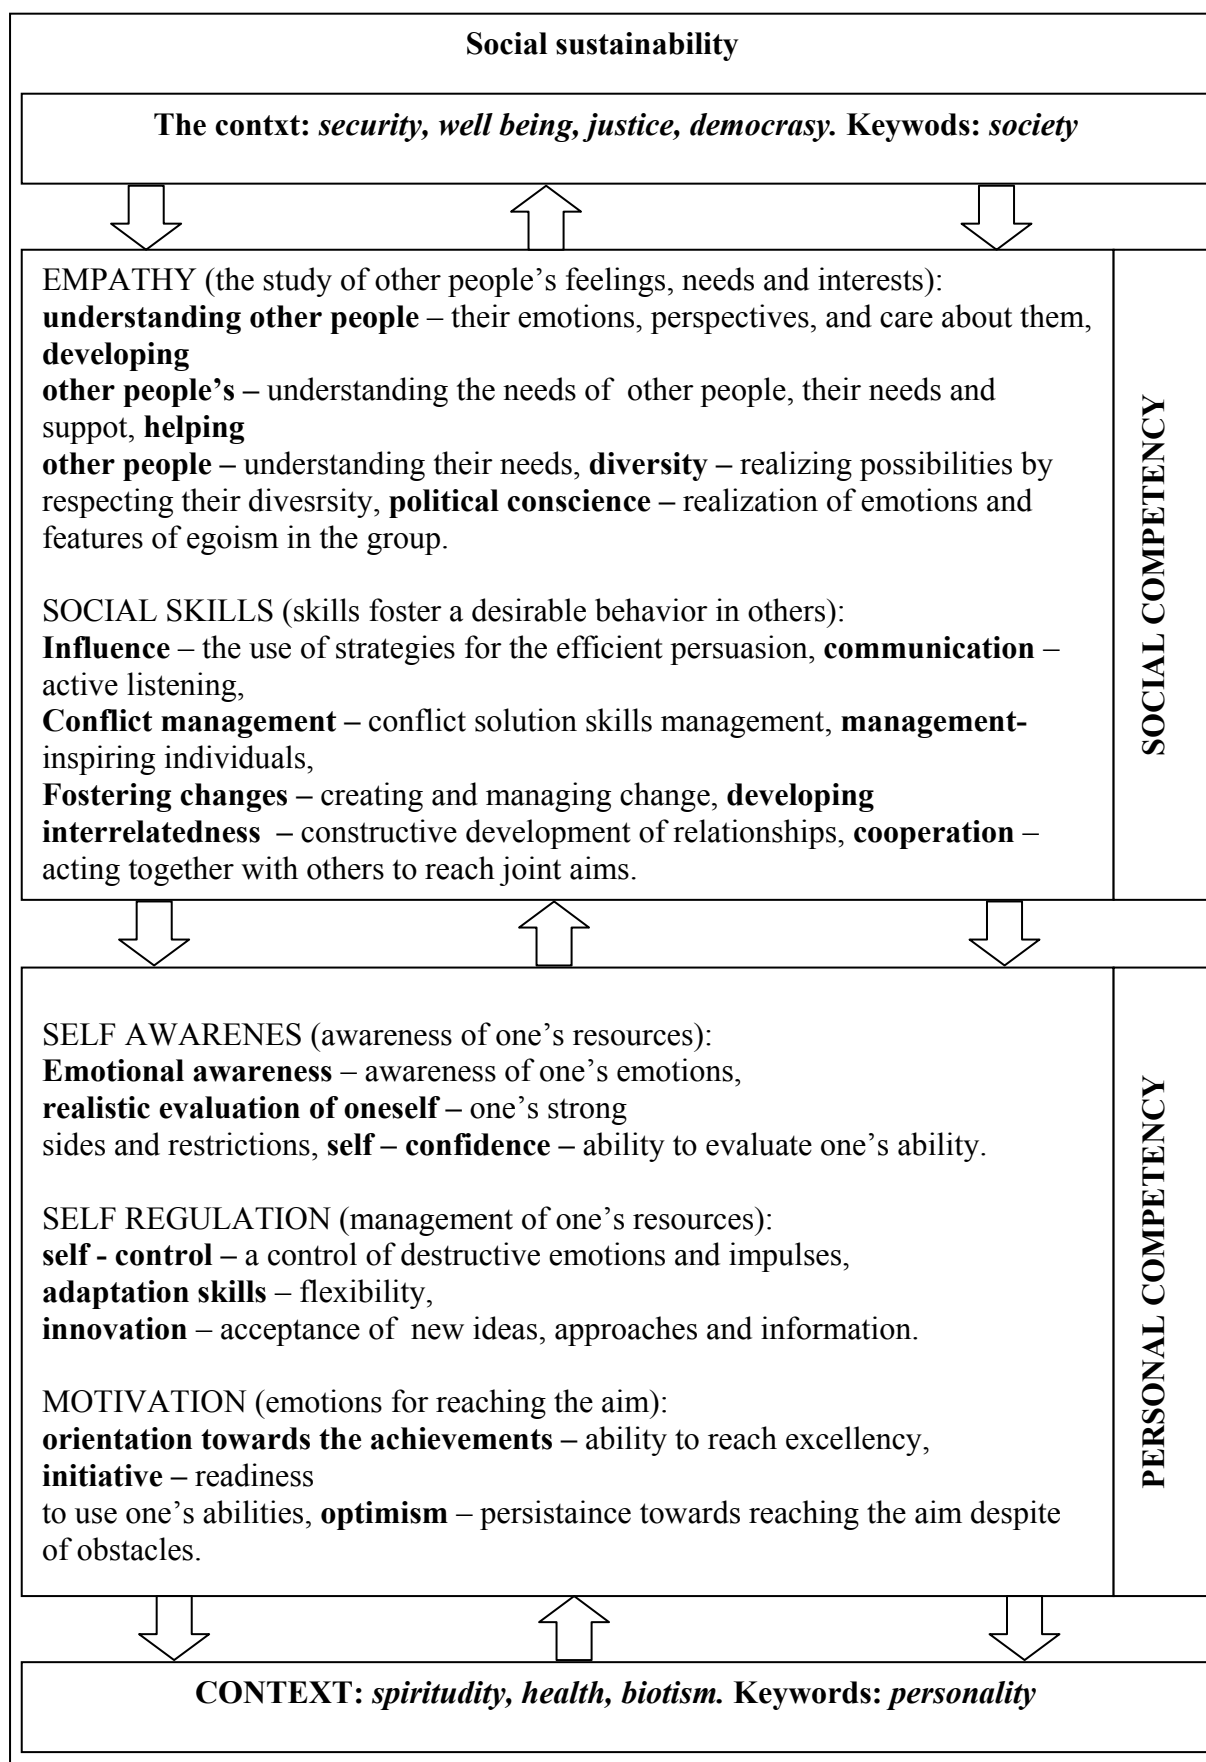 Social sustainability
The contxt: security, well being, justice, democrasy. Keywods: society
EMPATHY (the study of other people’s feelings, needs and interests):
understanding other people – their emotions, perspectives, and care about them,
developing
other people’s – understanding the needs of other people, their needs and
suppot, helping
other people – understanding their needs, diversity – realizing possibilities by
respecting their divesrsity, political conscience – realization of emotions and
features of egoism in the group.
SOCIAL SKILLS (skills foster a desirable behavior in others):
Influence – the use of strategies for the efficient persuasion, communication –
active listening,
Conflict management – conflict solution skills management, management-
inspiring individuals,
Fostering changes – creating and managing change, developing
interrelatedness – constructive development of relationships, cooperation –
acting together with others to reach joint aims.
SOCIAL COMPETENCY
SELF AWARENES (awareness of one’s resources):
Emotional awareness – awareness of one’s emotions,
realistic evaluation of oneself – one’s strong
sides and restrictions, self – confidence – ability to evaluate one’s ability.
SELF REGULATION (management of one’s resources):
self - control – a control of destructive emotions and impulses,
adaptation skills – flexibility,
innovation – acceptance of new ideas, approaches and information.
MOTIVATION (emotions for reaching the aim):
orientation towards the achievements – ability to reach excellency,
initiative – readiness
to use one’s abilities, optimism – persistaince towards reaching the aim despite
of obstacles.
PERSONAL COMPETENCY
CONTEXT: spiritudity, health, biotism. Keywords: personality